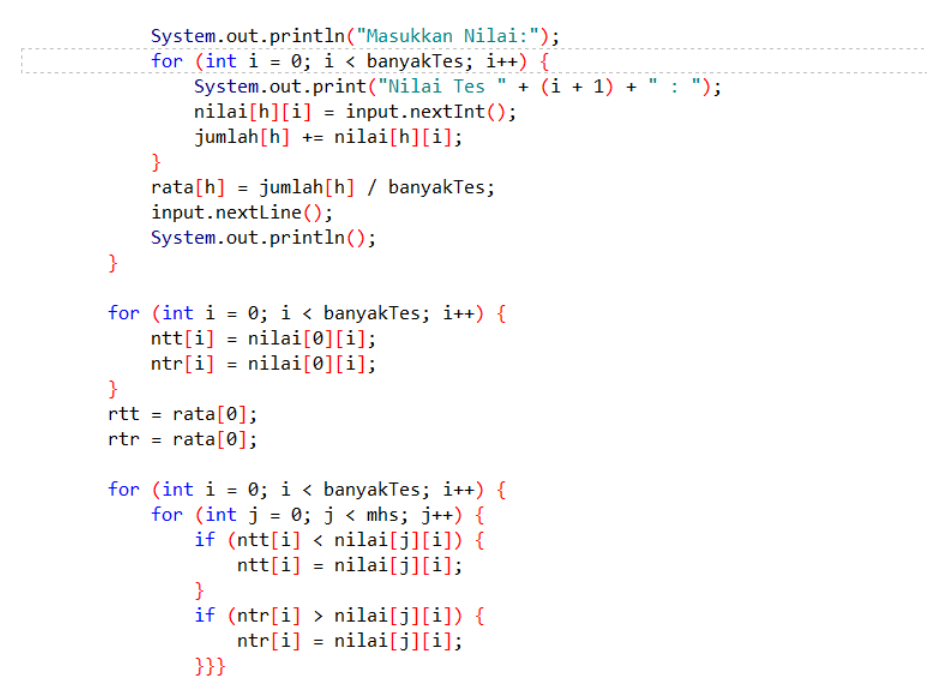 System.out.println("Masukkan Nilai:");
for (int i = 0; i < banyakTes; i++) {
System.out.print("Nilai Tes " + (i + 1) + " : ");
nilai[h][i] = input.nextInt();
jumlah[h] += nilai[h][i];
}
rata[h] = jumlah[h] / banyakTes;
input.nextLine();
System.out.println();
}
for (int i = 0; i < banyakTes; i++) {
ntt[i] = nilai[0][i];
ntr[i] = nilai[0][i];
}
rtt = rata[0];
rtr = rata[0];
for (int i = 0; i < banyakTes; i++) {
for (int j = 0; j < mhs; j++) {
if (ntt[i] < nilai[j][i]) {
ntt[i] = nilai[j][i];
}
if (ntr[i] > nilai[j][i]) {
ntr[i] = nilai[j][i];
}}}